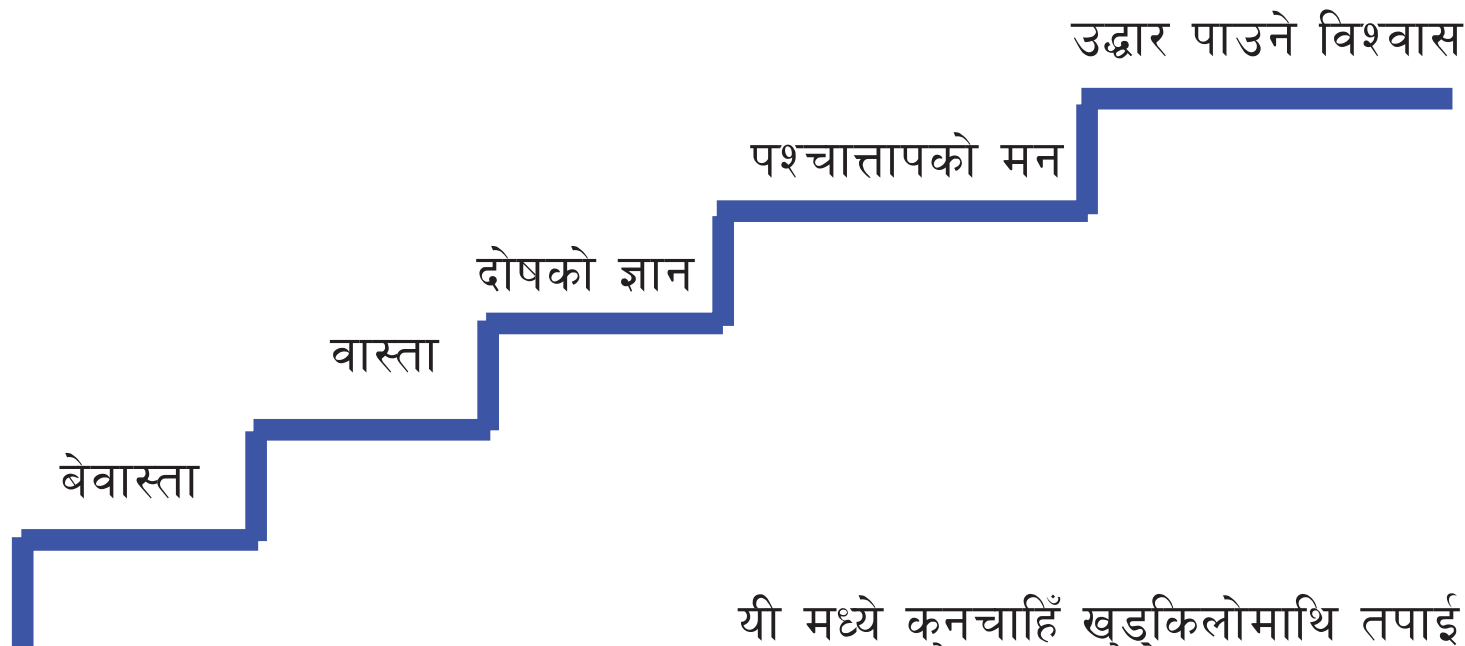 उद्धार पाउने विश्वास
पश्चात्तापको मन
दोषको ज्ञान
वास्ता
बेवास्ता
यी मध्ये कुनचाहिँ खुड्किलोमाथि तपाई